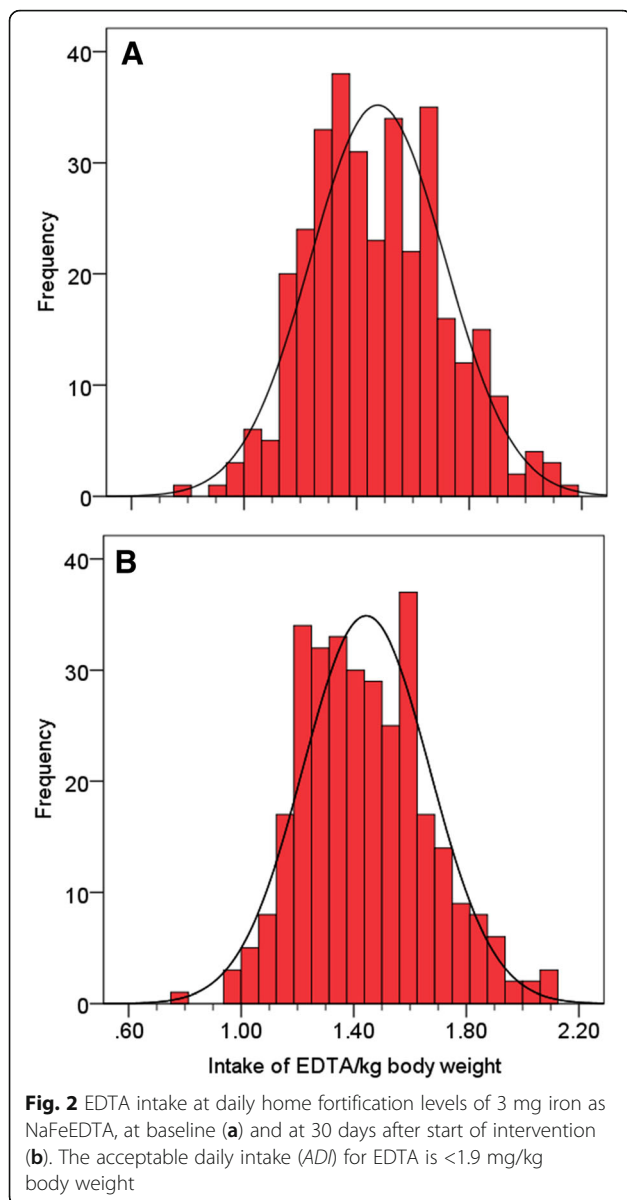 A
40
30
20
10
0
Frequency
B
40
30
20
10
0
Frequency
.60 1.00 1.40 1.80 2.20
Intake of EDTA/kg body weight
Fig. 2 EDTA intake at daily home fortification levels of 3 mg iron as
NaFeEDTA, at baseline (a) and at 30 days after start of intervention
(b). The acceptable daily intake (ADI) for EDTA is <1.9 mg/kg
body weight